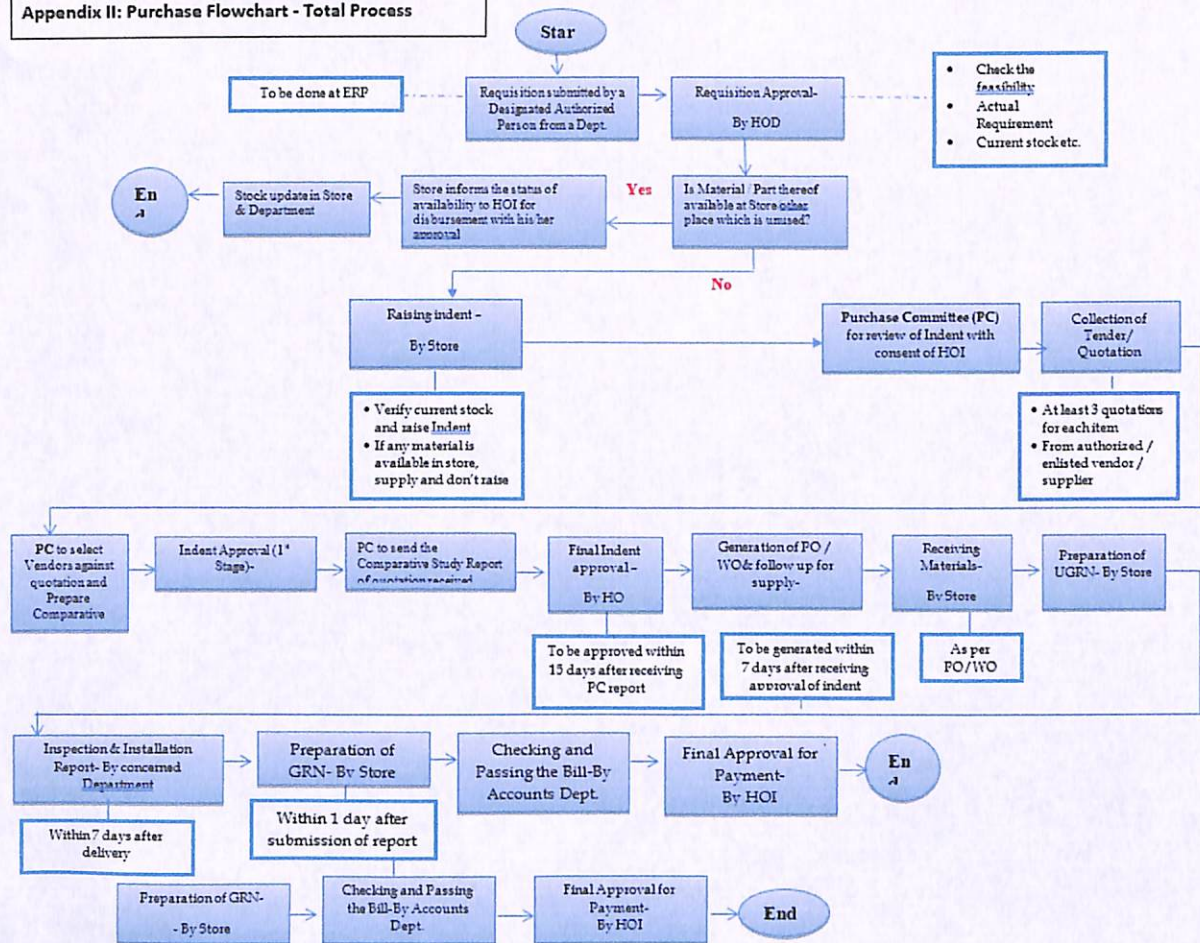 Appendix II: Purchase Flowchart - Total Process
Star
To be done at ERP
Requisition submitted by a
Designated Authorized
Person from a Dept.
Requisition Approval-
By HOD
• Check the
feasibility
• Actual
Requirement
• Current stock etc.
En
Stock update in Store
& Department
Store informs the status of
availability to HOI for
disbursement with his/her
approval
Yes
Is Material / Part thereof
available at Store/other
place which is unused?
No
Raising indent –
By Store
Purchase Committee (PC)
for review of Indent with
consent of HOI
Collection of
Tender/
Quotation
• Verify current stock
and raise Indent
• If any material is
available in store,
supply and don't raise
• At least 3 quotations
for each item
• From authorized /
enlisted vendor /
supplier
PC to select
Vendors against
quotation and
Prepare
Comparative
Indent Approval (1st
Stage)-
PC to send the
Comparative Study Report
of quotation received
Final Indent
approval –
By HO
Generation of PO /
WO& follow up for
supply-
Receiving
Materials-
By Store
Preparation of
UGRN- By Store
To be approved within
15 days after receiving
PC report
To be generated within
7 days after receiving
approval of indent
As per
PO/WO
Inspection & Installation
Report- By concerned
Department
Preparation of
GRN- By Store
Checking and
Passing the Bill-By
Accounts Dept.
Final Approval for
Payment-
By HOI
En
Within 7 days after
delivery
Within 1 day after
submission of report
Preparation of GRN-
- By Store
Checking and Passing
the Bill-By Accounts
Dept.
Final Approval for
Payment-
By HOI
End